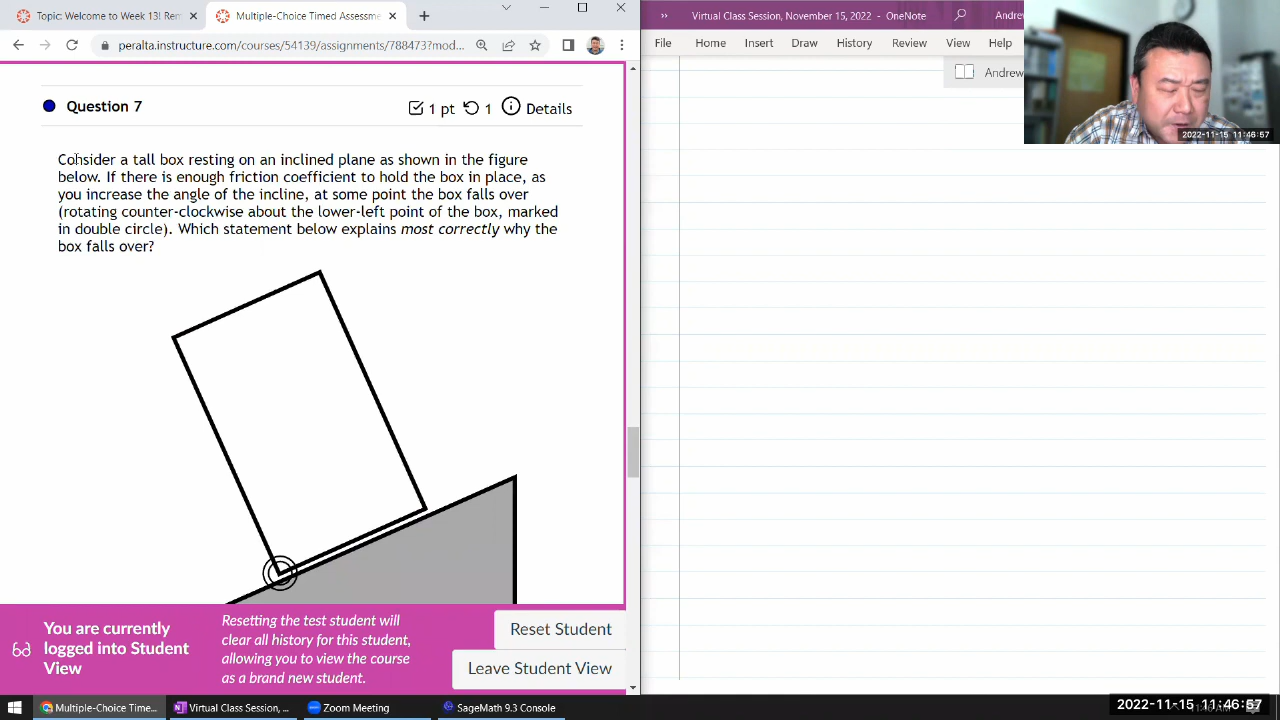 Topic: Welcome to Week 13! Rem
Multiple-Choice Timed Assessme
peralta.instructure.com/courses/54139/assignments/788473?mod...
Question 7
1 pt
1
Details
Consider a tall box resting on an inclined plane as shown in the figure
below. If there is enough friction coefficient to hold the box in place, as
you increase the angle of the incline, at some point the box falls over
(rotating counter-clockwise about the lower-left point of the box, marked
in double circle). Which statement below explains most correctly why the
box falls over?
You are currently
logged into Student
View
Resetting the test student will
clear all history for this student,
allowing you to view the course
as a brand new student.
Reset Student
Leave Student View
Virtual Class Session, November 15, 2022 - OneNote
Andrew
File
Home
Insert
Draw
History
Review
View
Help
Andrew
2022-11-15 11:46:57
Multiple-Choice Time...
Virtual Class Session, ...
Zoom Meeting
SageMath 9.3 Console
2022-11-15 11:46:57